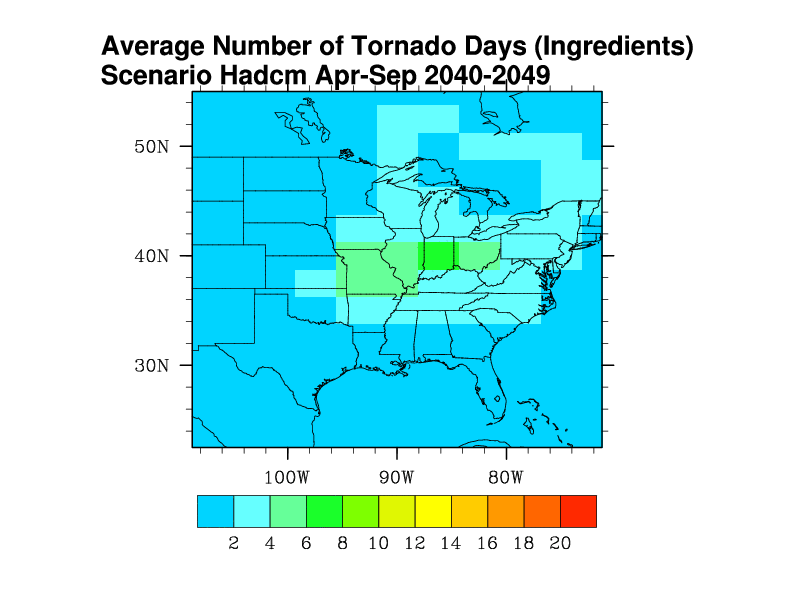 Average Number of Tornado Days (Ingredients)
Scenario Hadcm Apr-Sep 2040-2049
50N
40N
30N
100W 90W 80W
2 4 6 8 10 12 14 16 18 20